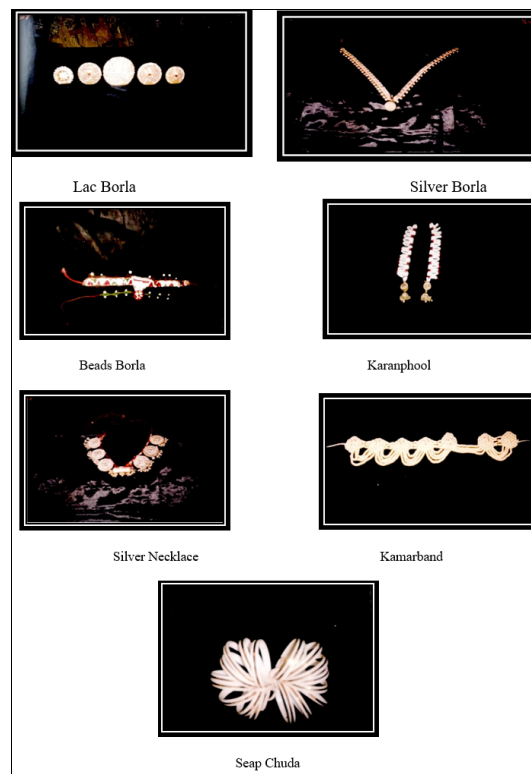 Lac Borla
Silver Borla
Beads Borla
Karanphool
Silver Necklace
Kamarband
Seap Chuda